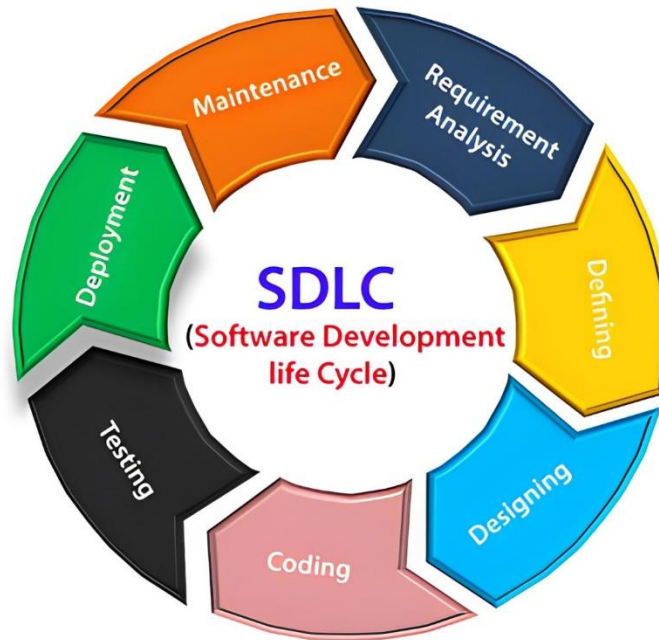 SDLC
(Software Development
life Cycle)
Requirement
Analysis
Defining
Designing
Coding
Testing
Deployment
Maintenance